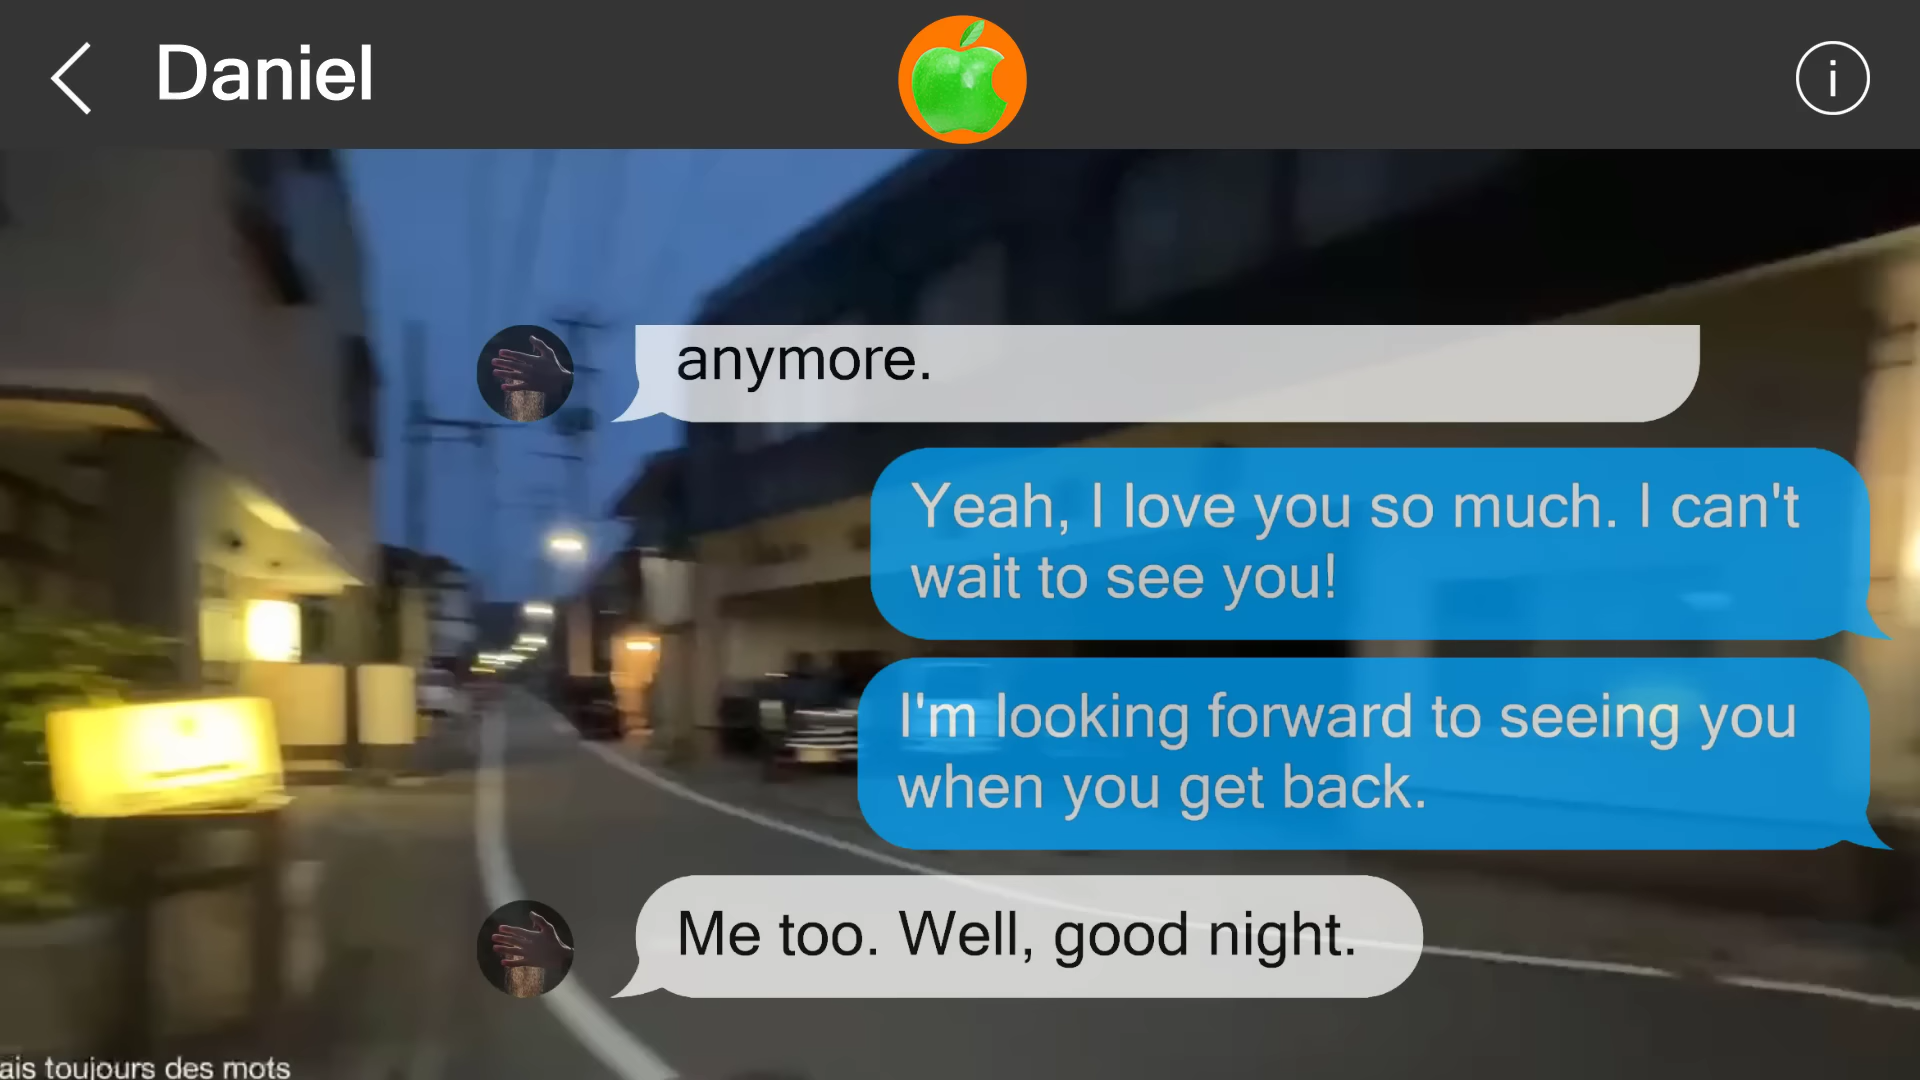 Daniel
anymore.
Yeah, I love you so much. I can't
wait to see you!
I'm looking forward to seeing you
when you get back.
Me too. Well, good night.
ais toujours des mots